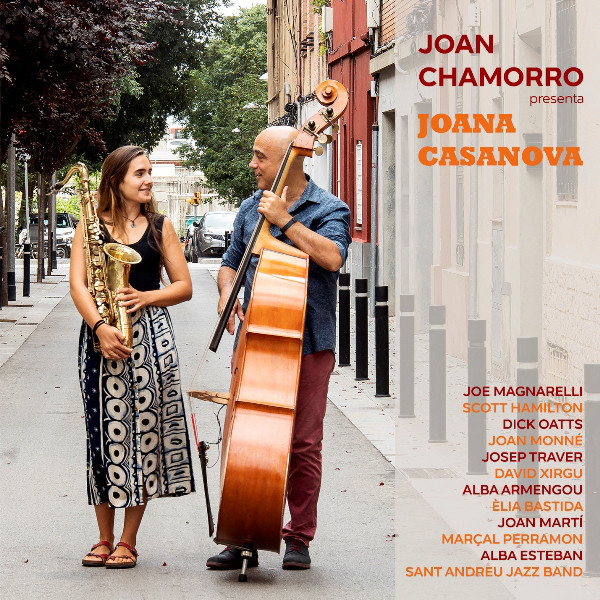 JOAN
CHAMORRO
presenta
JOANA
CASANOVA
JOE MAGNARELLI
SCOTT HAMILTON
DICK OATTS
JOAN MONNÉ
JOSEP TRAVER
DAVID XIRGU
ALBA ARMENGOU
ÈLIA BASTIDA
JOAN MARTÍ
MARÇAL PERRAMON
ALBA ESTEBAN
SANT ANDREU JAZZ BAND